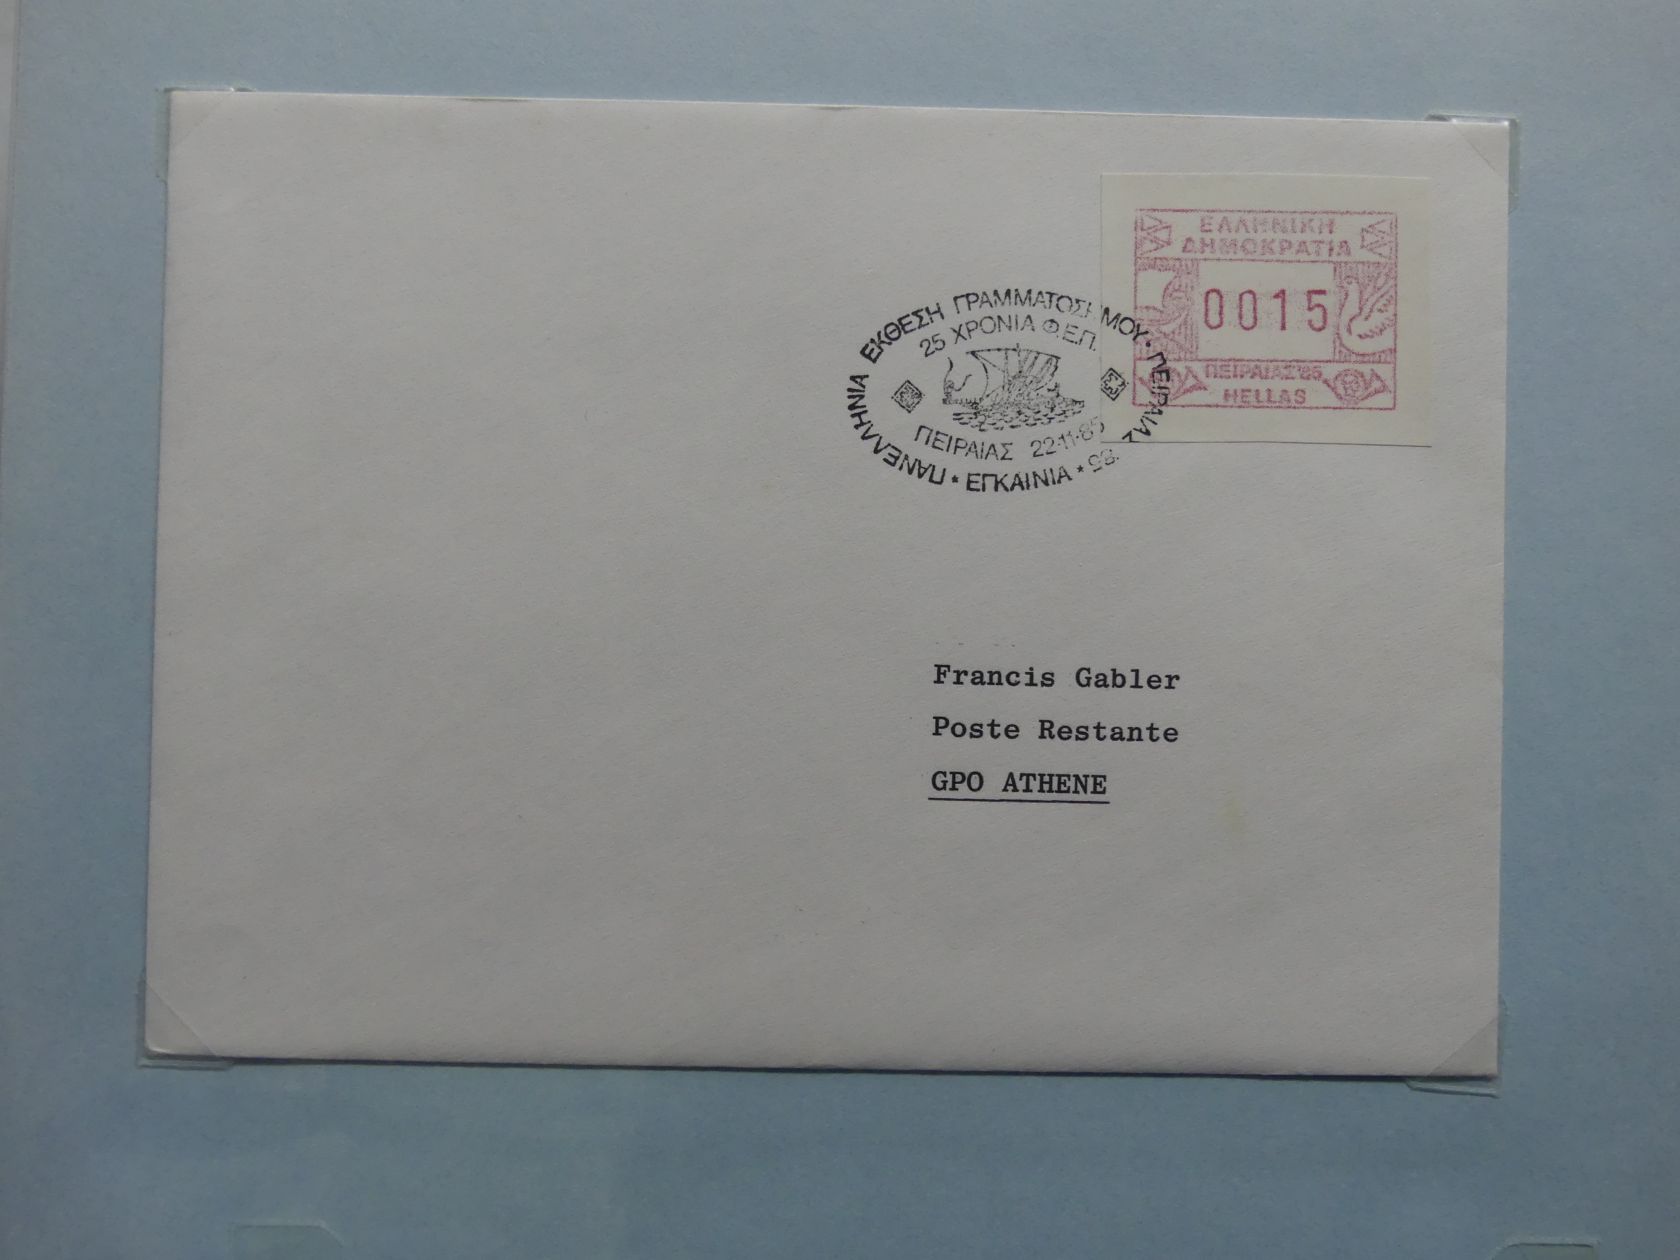 ΕΛΛΗΝΙΚΗ
ΔΗΜΟΚΡΑΤΙΑ
0015
ΠΕΙΡΑΙΑΣ'85
HELLAS
ΠΑΝΕΛΛΗΝΙΑ ΕΚΘΕΣΗ ΓΡΑΜΜΑΤΟΣΗΜΟΥ • ΠΕΙΡΑΙΑΣ '85 * ΕΓΚΑΙΝΙΑ *
25 ΧΡΟΝΙΑ Φ.Ε.Π.
ΠΕΙΡΑΙΑΣ 22·11·85
Francis Gabler
Poste Restante
GPO ATHENE